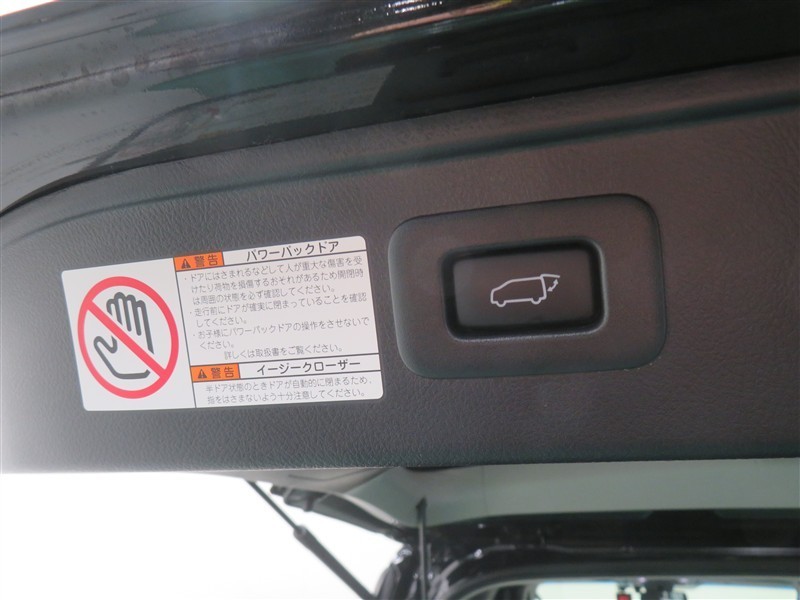 警告 パワーバックドア
・ドアにはさまれるなどして人が重大な傷害を受
けたり荷物を損傷するおそれがあるため開閉時
は周囲の状態を必ず確認してください。
・走行前にドアが確実に閉まっていることを確認
してください。
・お子様にパワーバックドアの操作をさせないで
ください。
詳しくは取扱書をご覧ください。
警告 イージークローザー
半ドア状態のときドアが自動的に閉まるため、
指をはさまないよう十分注意してください。